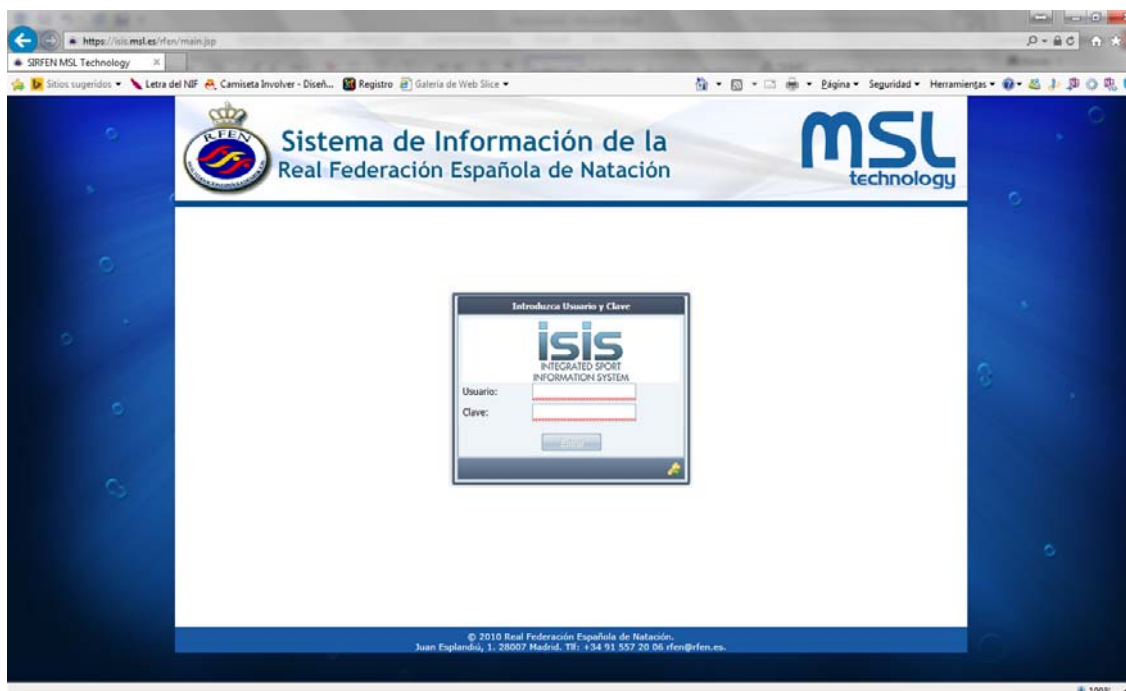 https://isis.msl.es/rfen/main.jsp
SIRFEN MSL Technology
Sitios sugeridos
Letra del NIF
Camiseta Involver - Diseñ...
Registro
Galería de Web Slice
Página
Seguridad
Herramientas
RFEN
Sistema de Información de la
Real Federación Española de Natación
msl
technology
Introduzca Usuario y Clave
isis
INTEGRATED SPORT
INFORMATION SYSTEM
Usuario:
Clave:
© 2010 Real Federación Española de Natación.
Juan Esplandiú, 1. 28007 Madrid. Tlf: +34 91 557 20 06 rfen@rfen.es.
100%